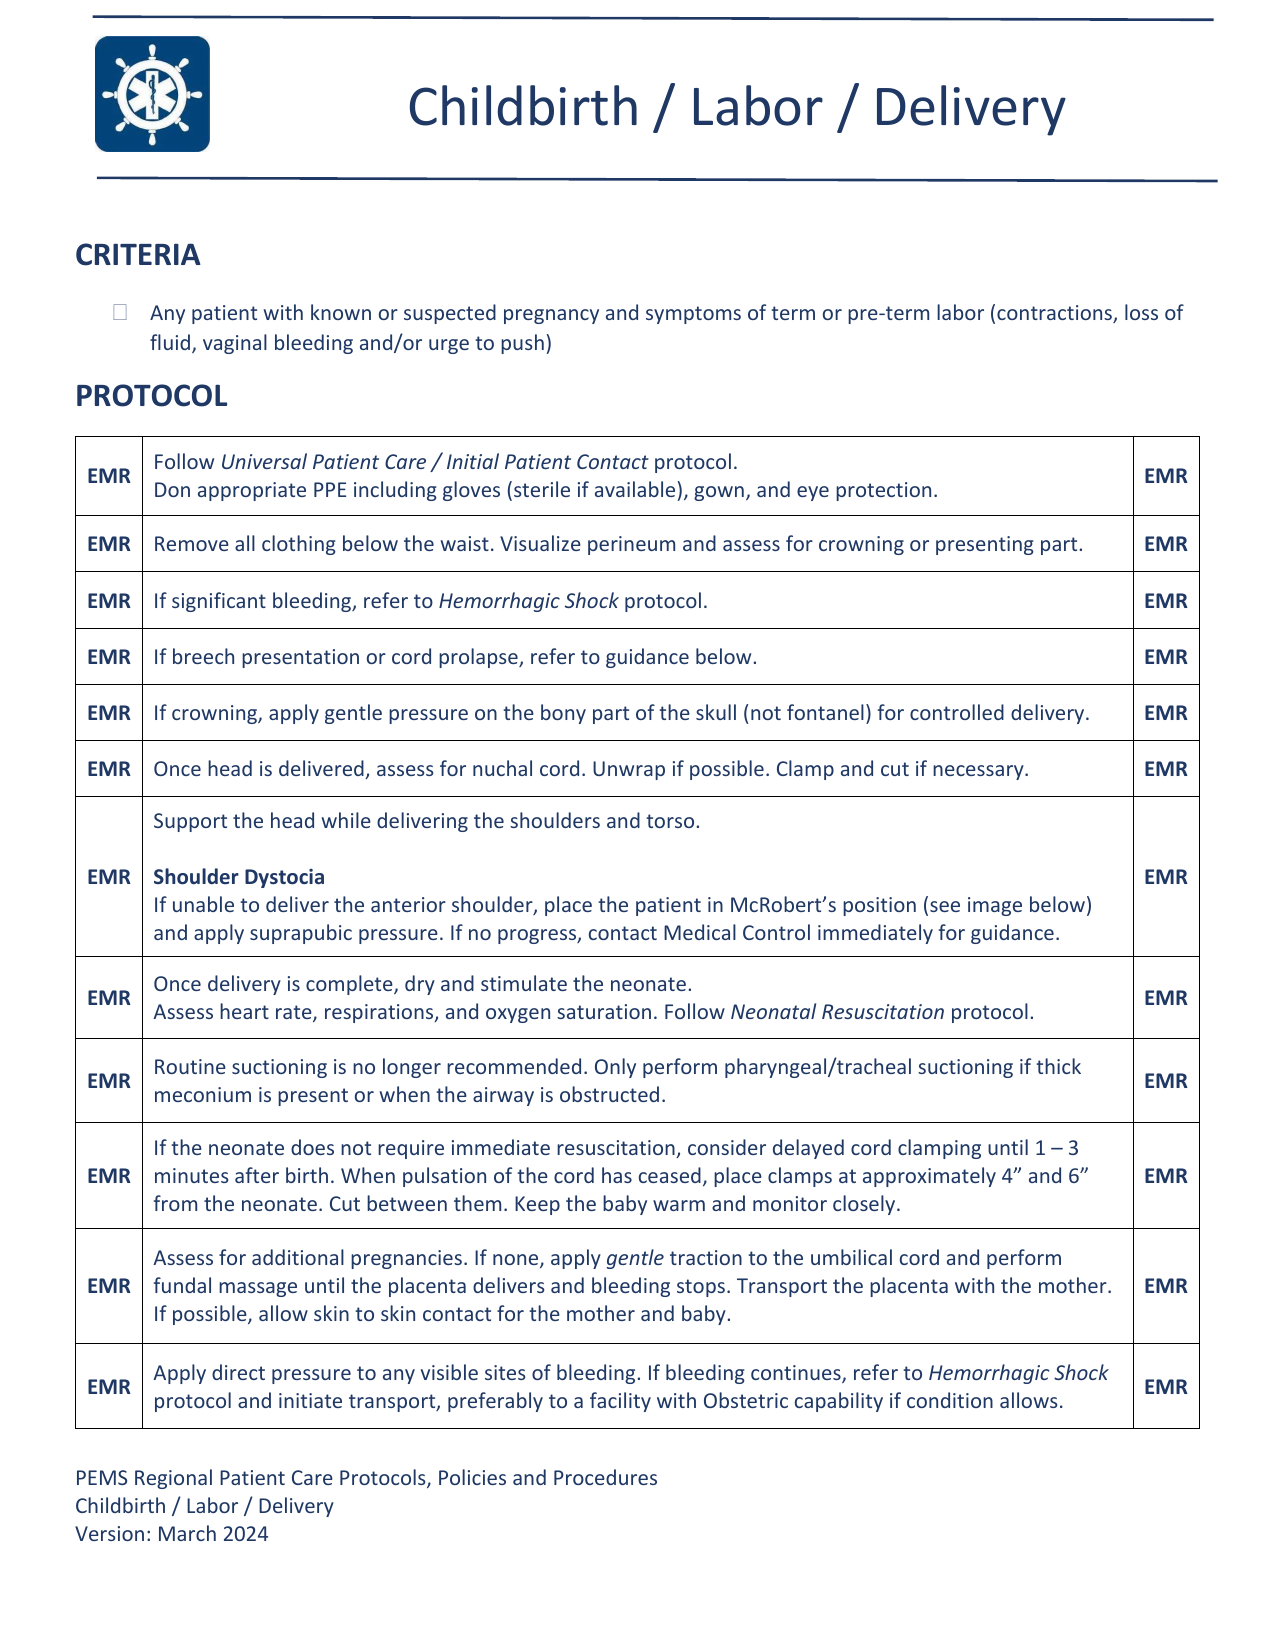 Childbirth / Labor / Delivery
CRITERIA
Any patient with known or suspected pregnancy and symptoms of term or pre-term labor (contractions, loss of
fluid, vaginal bleeding and/or urge to push)
PROTOCOL
EMR
Follow Universal Patient Care / Initial Patient Contact protocol.
Don appropriate PPE including gloves (sterile if available), gown, and eye protection.
EMR
EMR Remove all clothing below the waist. Visualize perineum and assess for crowning or presenting part. EMR
EMR If significant bleeding, refer to Hemorrhagic Shock protocol. EMR
EMR If breech presentation or cord prolapse, refer to guidance below. EMR
EMR If crowning, apply gentle pressure on the bony part of the skull (not fontanel) for controlled delivery. EMR
EMR Once head is delivered, assess for nuchal cord. Unwrap if possible. Clamp and cut if necessary. EMR
EMR
Support the head while delivering the shoulders and torso.
Shoulder Dystocia
If unable to deliver the anterior shoulder, place the patient in McRobert’s position (see image below)
and apply suprapubic pressure. If no progress, contact Medical Control immediately for guidance.
EMR
EMR
Once delivery is complete, dry and stimulate the neonate.
Assess heart rate, respirations, and oxygen saturation. Follow Neonatal Resuscitation protocol.
EMR
EMR
Routine suctioning is no longer recommended. Only perform pharyngeal/tracheal suctioning if thick
meconium is present or when the airway is obstructed.
EMR
EMR
If the neonate does not require immediate resuscitation, consider delayed cord clamping until 1 – 3
minutes after birth. When pulsation of the cord has ceased, place clamps at approximately 4” and 6”
from the neonate. Cut between them. Keep the baby warm and monitor closely.
EMR
EMR
Assess for additional pregnancies. If none, apply gentle traction to the umbilical cord and perform
fundal massage until the placenta delivers and bleeding stops. Transport the placenta with the mother.
If possible, allow skin to skin contact for the mother and baby.
EMR
EMR
Apply direct pressure to any visible sites of bleeding. If bleeding continues, refer to Hemorrhagic Shock
protocol and initiate transport, preferably to a facility with Obstetric capability if condition allows.
EMR
PEMS Regional Patient Care Protocols, Policies and Procedures
Childbirth / Labor / Delivery
Version: March 2024